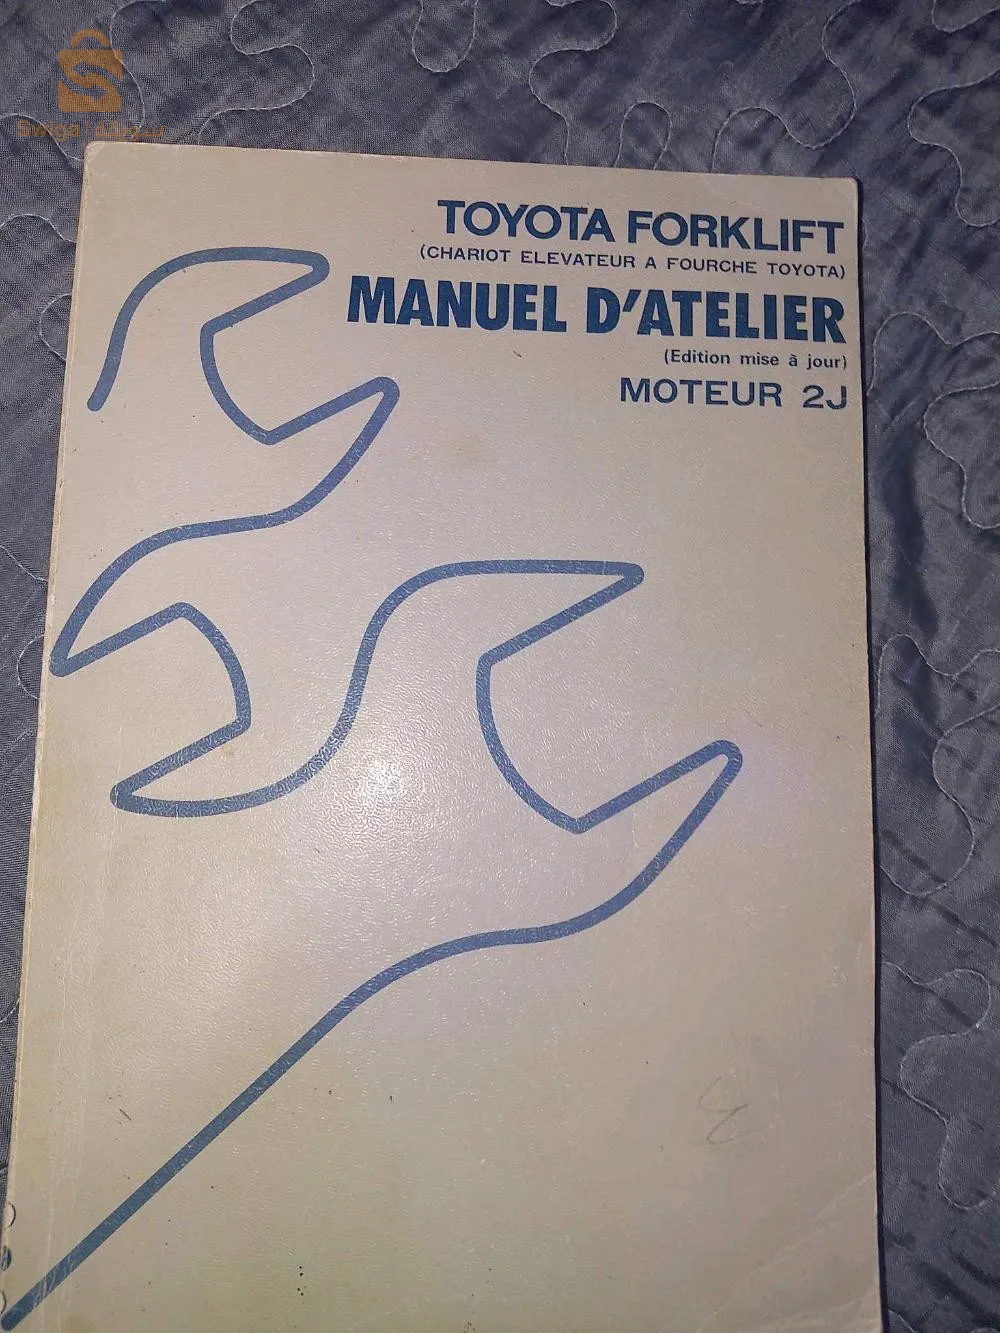 TOYOTA FORKLIFT
(CHARIOT ELEVATEUR A FOURCHE TOYOTA)
MANUEL D'ATELIER
(Edition mise à jour)
MOTEUR 2J